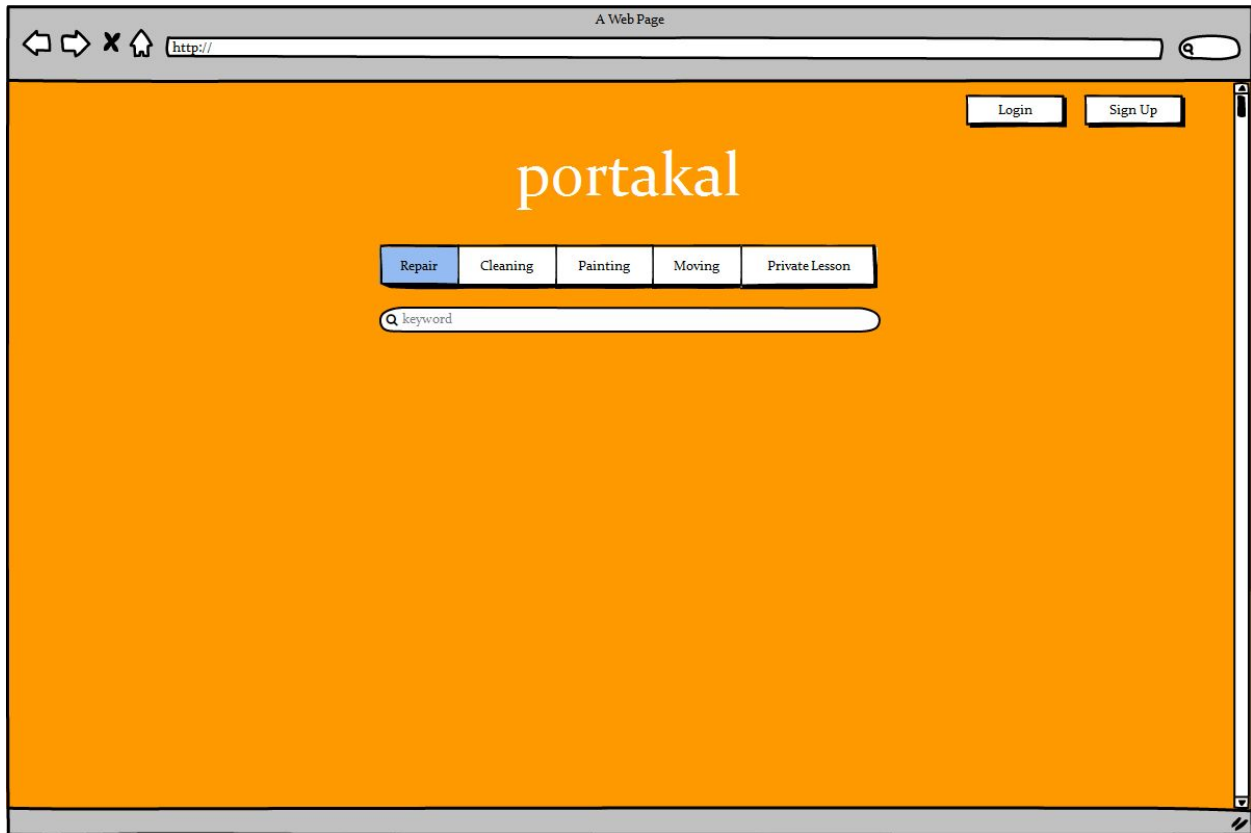 A Web Page
http://
Login Sign Up
portakal
Repair Cleaning Painting Moving Private Lesson
keyword